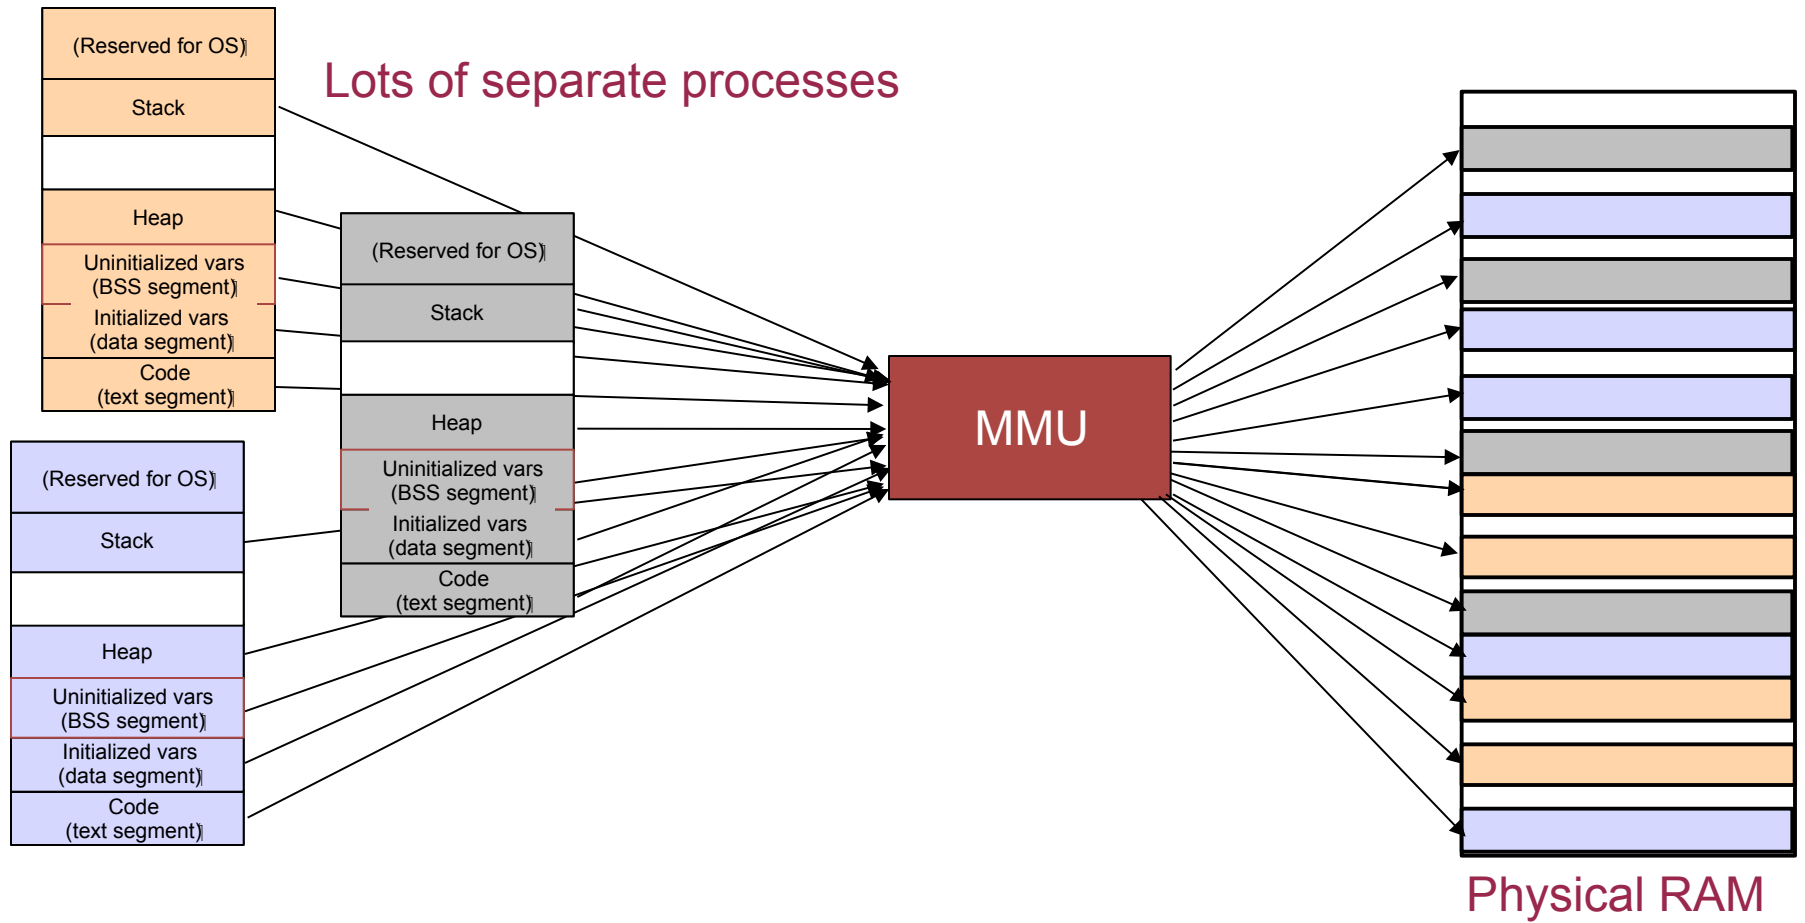 Lots of separate processes
(Reserved for OS)
Stack
Heap
Uninitialized vars
(BSS segment)
Initialized vars
(data segment)
Code
(text segment)
(Reserved for OS)
Stack
Heap
Uninitialized vars
(BSS segment)
Initialized vars
(data segment)
Code
(text segment)
(Reserved for OS)
Stack
Heap
Uninitialized vars
(BSS segment)
Initialized vars
(data segment)
Code
(text segment)
MMU
Physical RAM